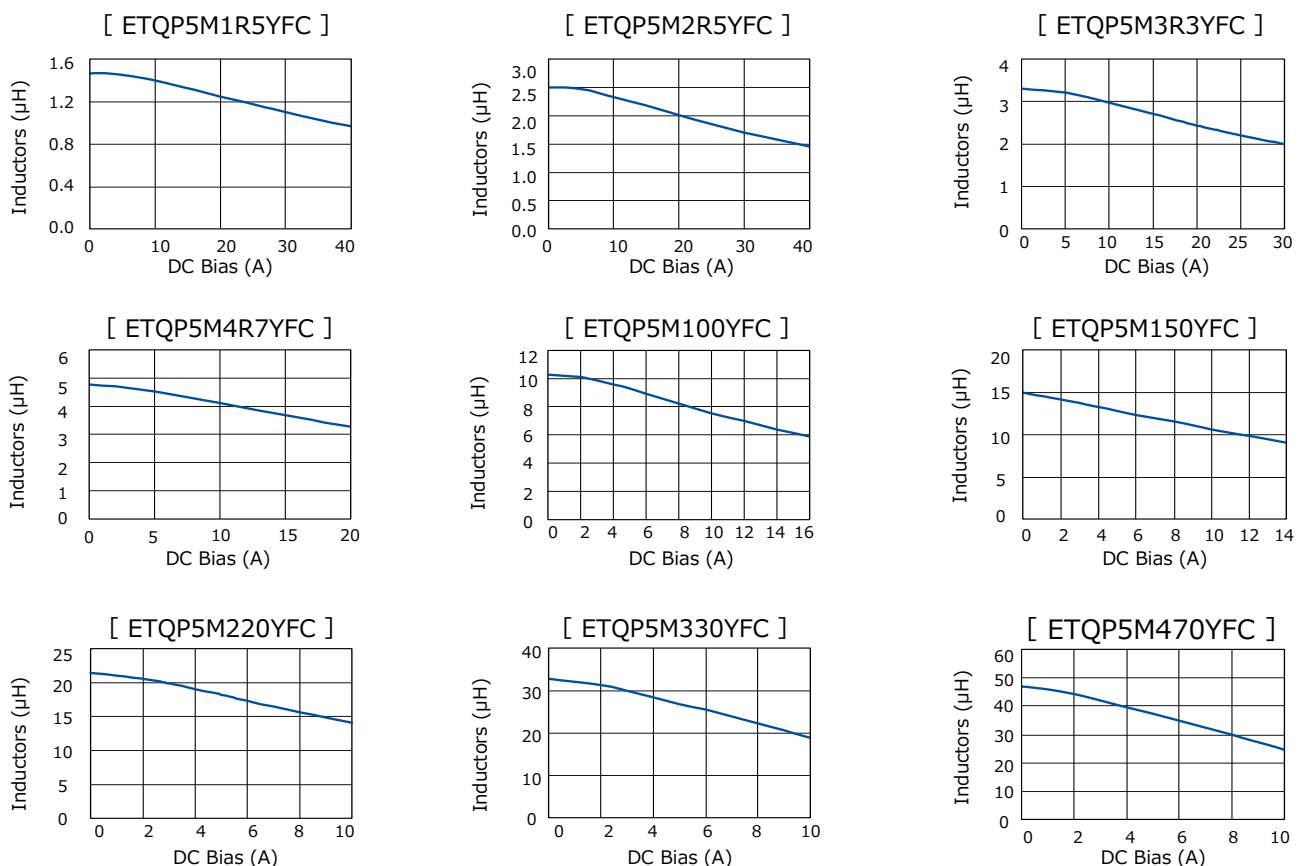 [ ETQP5M1R5YFC ]
Inductors (μH)
1.6
1.2
0.8
0.4
0.0
0 10 20 30 40
DC Bias (A)
[ ETQP5M2R5YFC ]
Inductors (μH)
3.0
2.5
2.0
1.5
1.0
0.5
0.0
0 10 20 30 40
DC Bias (A)
[ ETQP5M3R3YFC ]
Inductors (μH)
4
3
2
1
0
0 5 10 15 20 25 30
DC Bias (A)
[ ETQP5M4R7YFC ]
Inductors (μH)
6
5
4
3
2
1
0
0 5 10 15 20
DC Bias (A)
[ ETQP5M100YFC ]
Inductors (μH)
12
10
8
6
4
2
0
0 2 4 6 8 10 12 14 16
DC Bias (A)
[ ETQP5M150YFC ]
Inductors (μH)
20
15
10
5
0
0 2 4 6 8 10 12 14
DC Bias (A)
[ ETQP5M220YFC ]
Inductors (μH)
25
20
15
10
5
0
0 2 4 6 8 10
DC Bias (A)
[ ETQP5M330YFC ]
Inductors (μH)
40
30
20
10
0
0 2 4 6 8 10
DC Bias (A)
[ ETQP5M470YFC ]
Inductors (μH)
60
50
40
30
20
10
0
0 2 4 6 8 10
DC Bias (A)